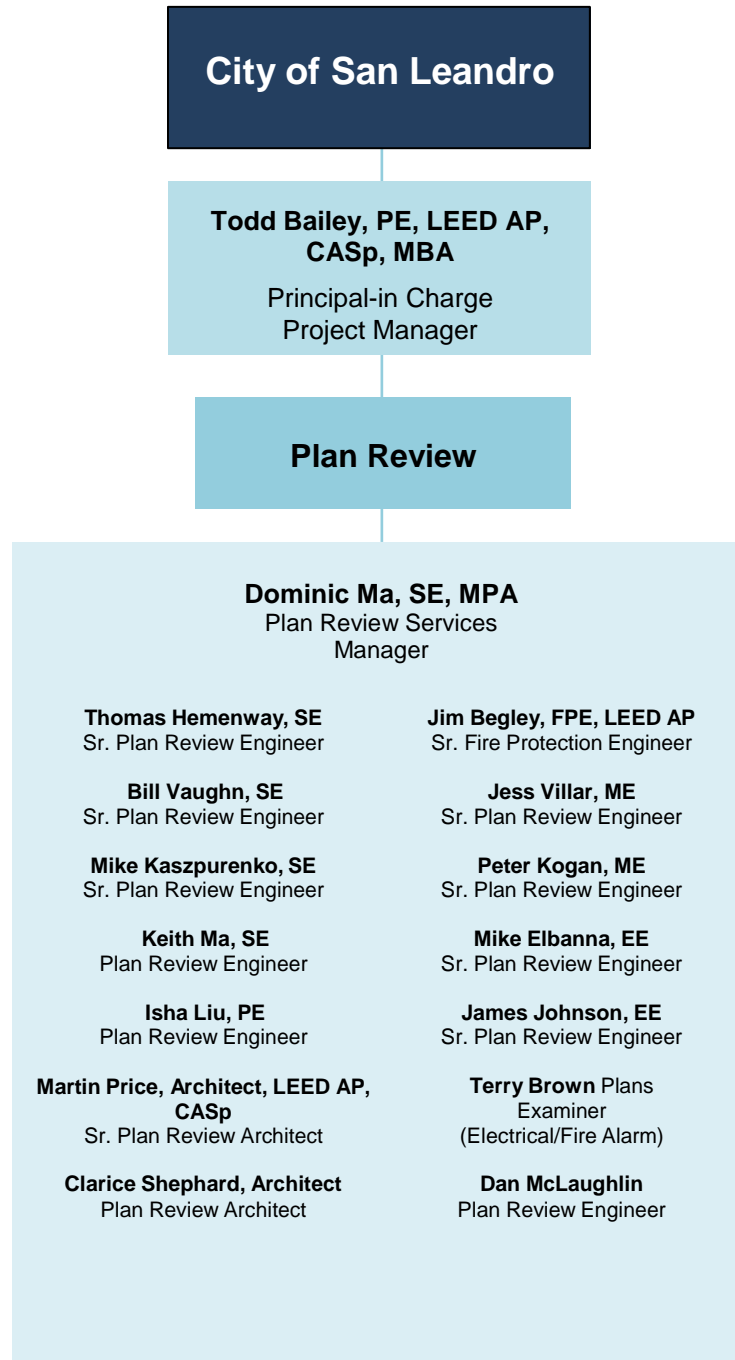 City of San Leandro
Todd Bailey, PE, LEED AP,
CASp, MBA
Principal-in Charge
Project Manager
Plan Review
Dominic Ma, SE, MPA
Plan Review Services
Manager
Thomas Hemenway, SE
Sr. Plan Review Engineer
Bill Vaughn, SE
Sr. Plan Review Engineer
Mike Kaszpurenko, SE
Sr. Plan Review Engineer
Keith Ma, SE
Plan Review Engineer
Isha Liu, PE
Plan Review Engineer
Martin Price, Architect, LEED AP,
CASp
Sr. Plan Review Architect
Clarice Shephard, Architect
Plan Review Architect
Jim Begley, FPE, LEED AP
Sr. Fire Protection Engineer
Jess Villar, ME
Sr. Plan Review Engineer
Peter Kogan, ME
Sr. Plan Review Engineer
Mike Elbanna, EE
Sr. Plan Review Engineer
James Johnson, EE
Sr. Plan Review Engineer
Terry Brown Plans
Examiner
(Electrical/Fire Alarm)
Dan McLaughlin
Plan Review Engineer